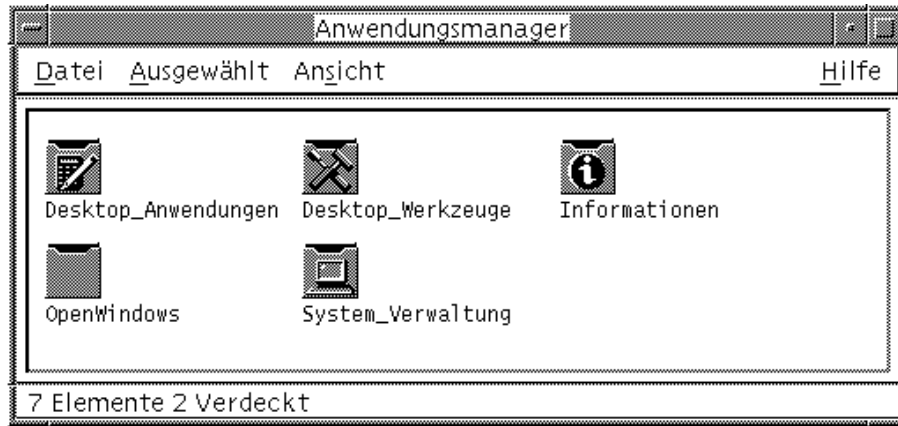 Anwendungsmanager
Datei Ausgewählt Ansicht Hilfe
Desktop_Anwendungen Desktop_Werkzeuge Informationen
OpenWindows System_Verwaltung
7 Elemente 2 Verdeckt